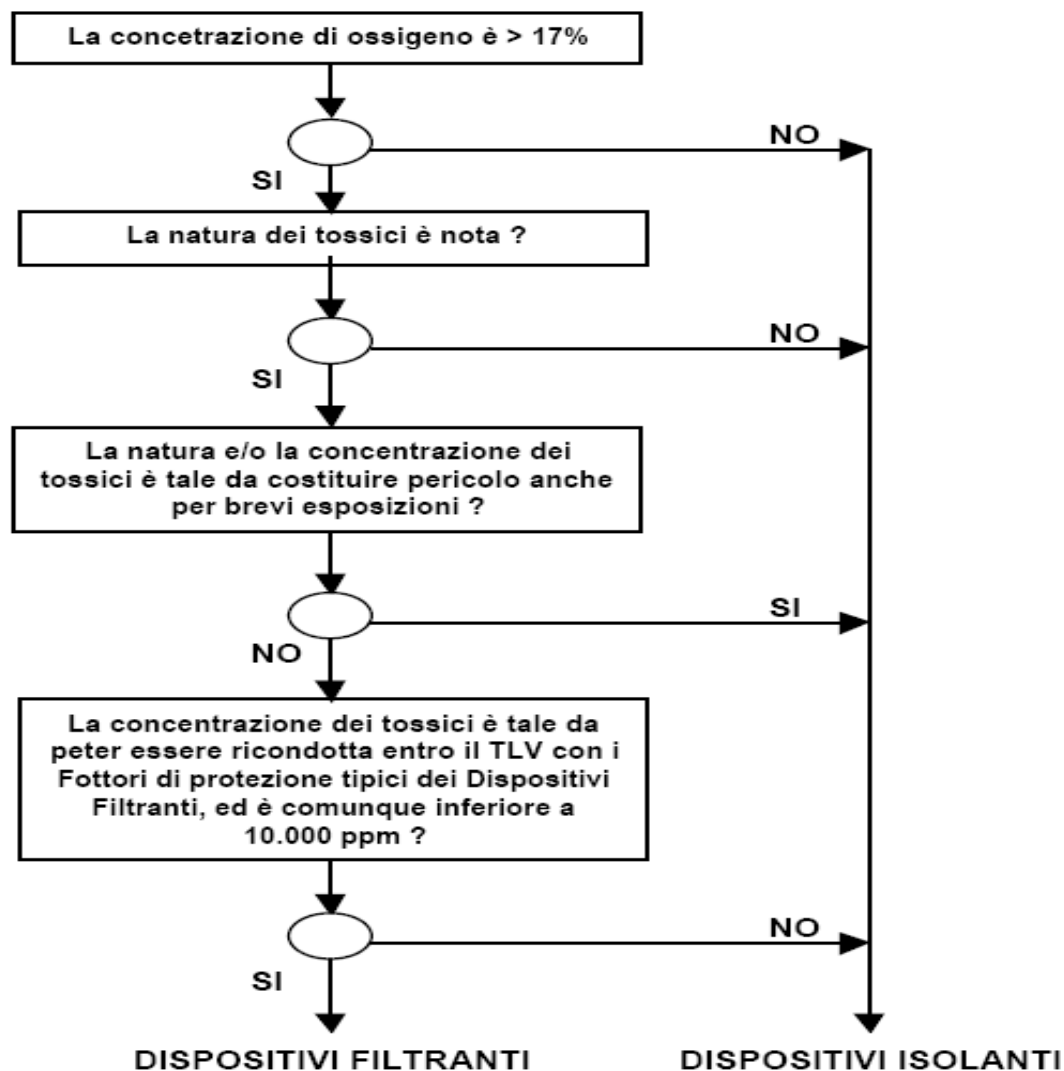 La concetrazione di ossigeno è > 17%
NO
SI
La natura dei tossici è nota ?
NO
SI
La natura e/o la concentrazione dei
tossici è tale da costituire pericolo anche
per brevi esposizioni ?
SI
NO
La concentrazione dei tossici è tale da
peter essere ricondotta entro il TLV con i
Fottori di protezione tipici dei Dispositivi
Filtranti, ed è comunque inferiore a
10.000 ppm ?
NO
SI
DISPOSITIVI FILTRANTI
DISPOSITIVI ISOLANTI